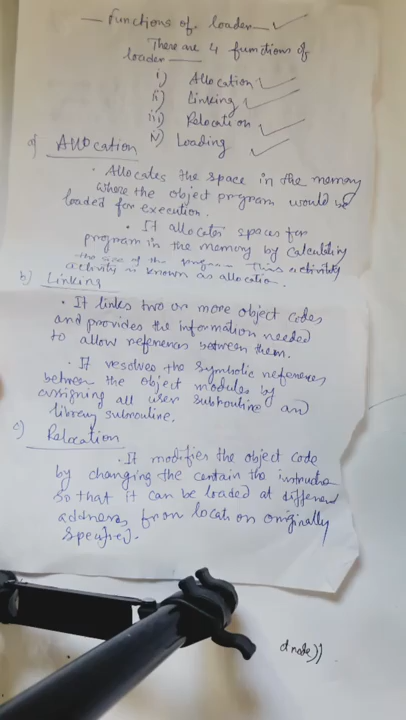 functions of loader
There are 4 functions of
loader
i) Allocation
ii) Linking
iii) Relocation
iv) Loading
a) Allocation
. Allocates the space in the memory
where the object program would be
loaded for execution.
. It allocates spaces for
program in the memory by calculating
the size of the program. This activity
activity is known as allocation.
b) Linking
. It links two or more object codes
and provides the information needed
to allow references between them.
. It resolves the symbolic references
between the object modules by
assigning all user subroutine and
library subroutine.
c) Relocation
. It modifies the object code
by changing the certain the instructio
so that it can be loaded at different
address from location originally
specified.
d node))